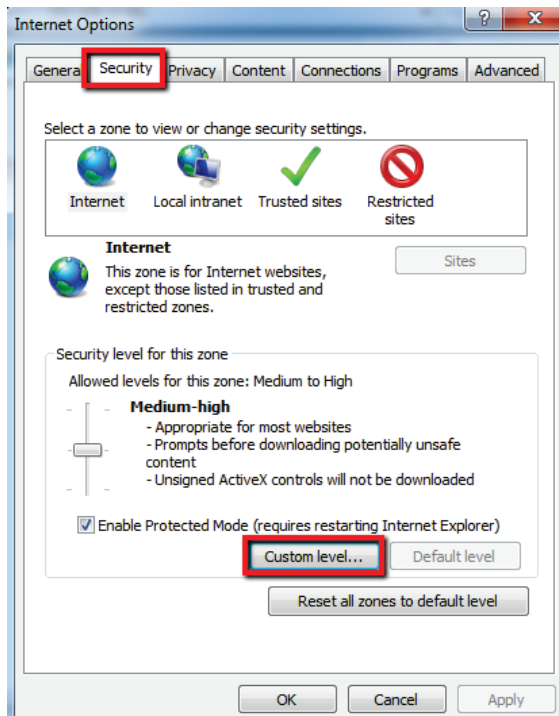 Internet Options
?
X
General Security Privacy Content Connections Programs Advanced
Select a zone to view or change security settings.
Internet Local intranet Trusted sites Restricted sites
Internet
Sites
This zone is for Internet websites,
except those listed in trusted and
restricted zones.
Security level for this zone
Allowed levels for this zone: Medium to High
Medium-high
- Appropriate for most websites
- Prompts before downloading potentially unsafe
content
- Unsigned ActiveX controls will not be downloaded
Enable Protected Mode (requires restarting Internet Explorer)
Custom level... Default level
Reset all zones to default level
OK Cancel Apply